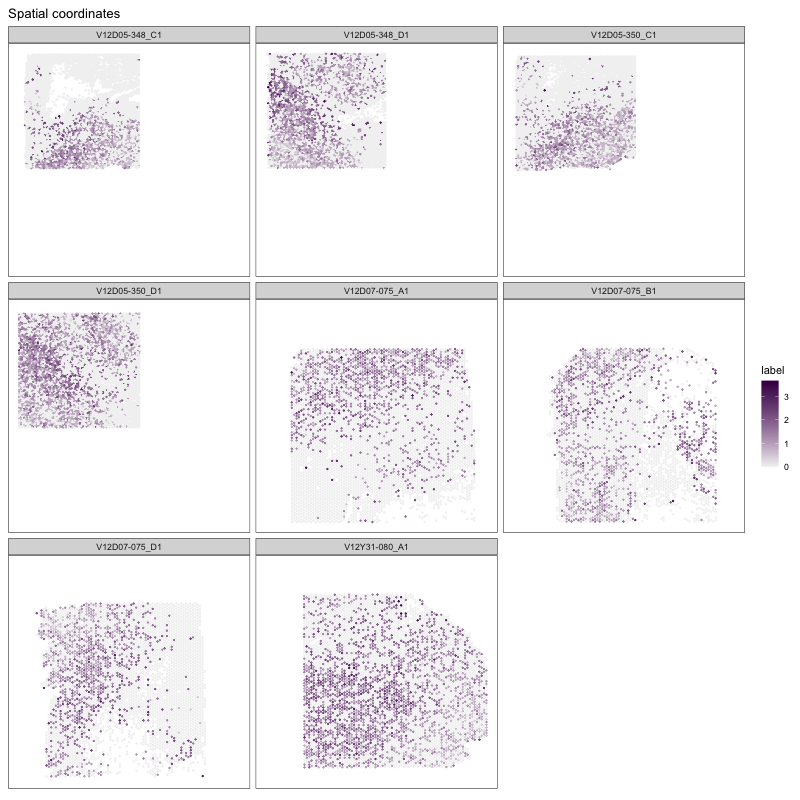 Spatial coordinates
V12D05-348_C1
V12D05-348_D1
V12D05-350_C1
V12D05-350_D1
V12D07-075_A1
V12D07-075_B1
label
3
2
1
0
V12D07-075_D1
V12Y31-080_A1